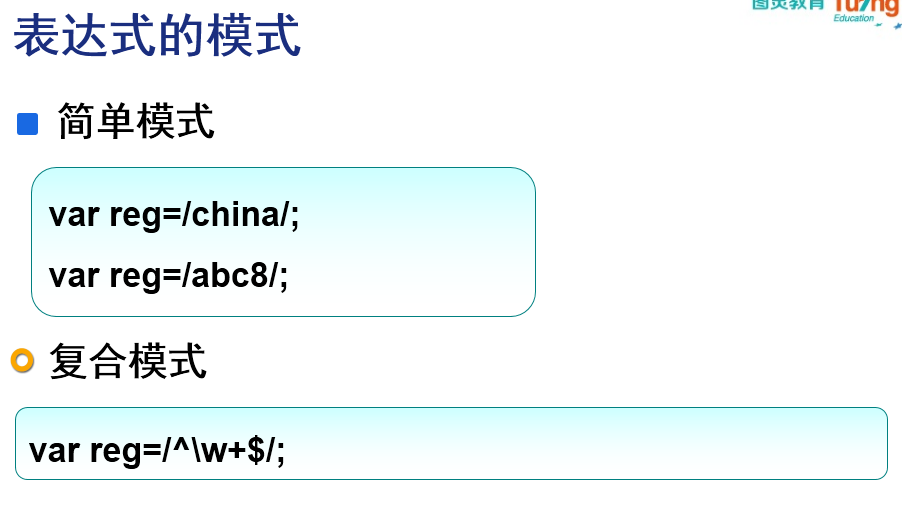 图灵教育 Tu7ng
Education
表达式的模式
简单模式
var reg=/china/;
var reg=/abc8/;
复合模式
var reg=/^\w+$/;